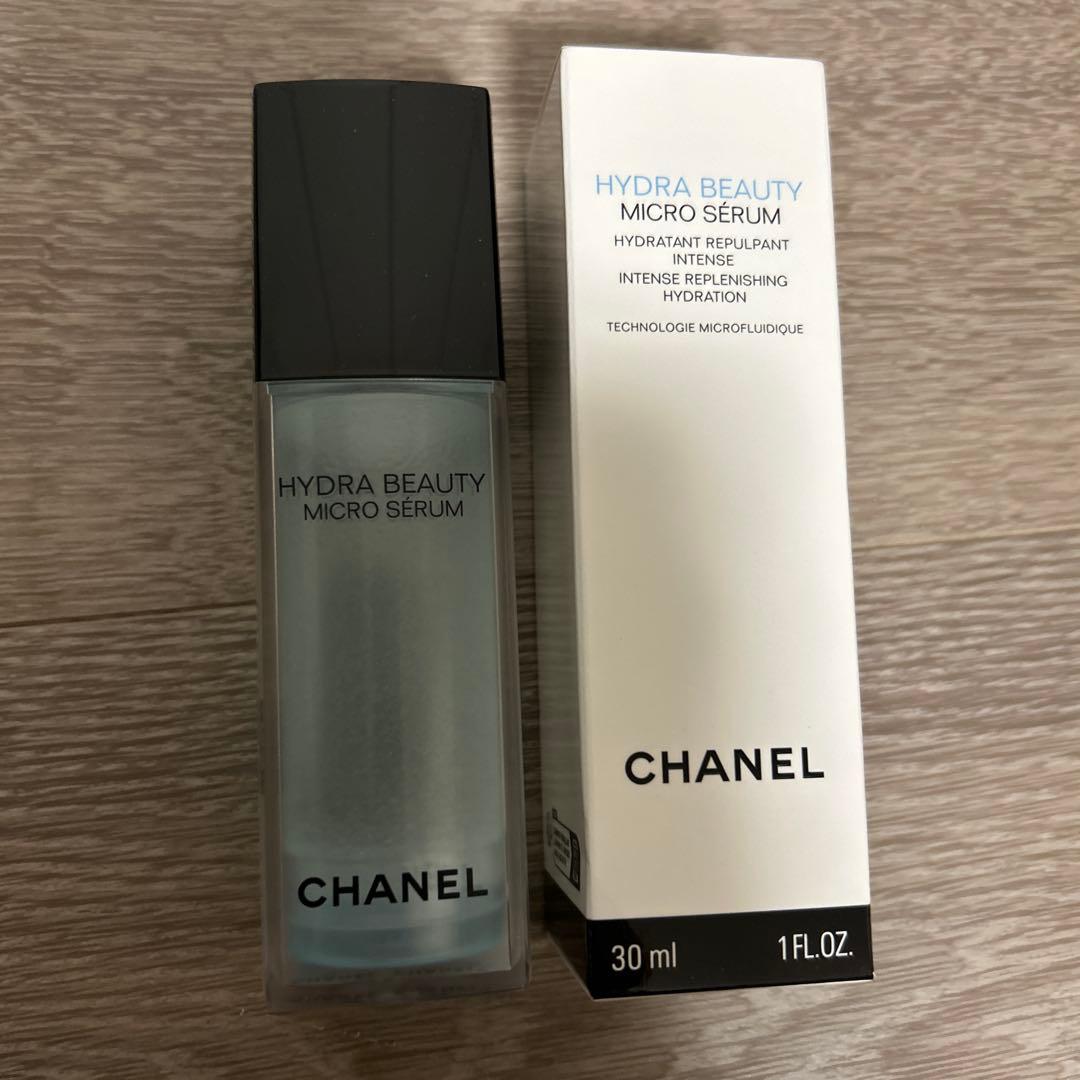 HYDRA BEAUTY
MICRO SÉRUM
CHANEL
HYDRA BEAUTY
MICRO SÉRUM
HYDRATANT REPULPANT
INTENSE
INTENSE REPLENISHING
HYDRATION
TECHNOLOGIE MICROFLUIDIQUE
CHANEL
30 ml
1 FL.OZ.